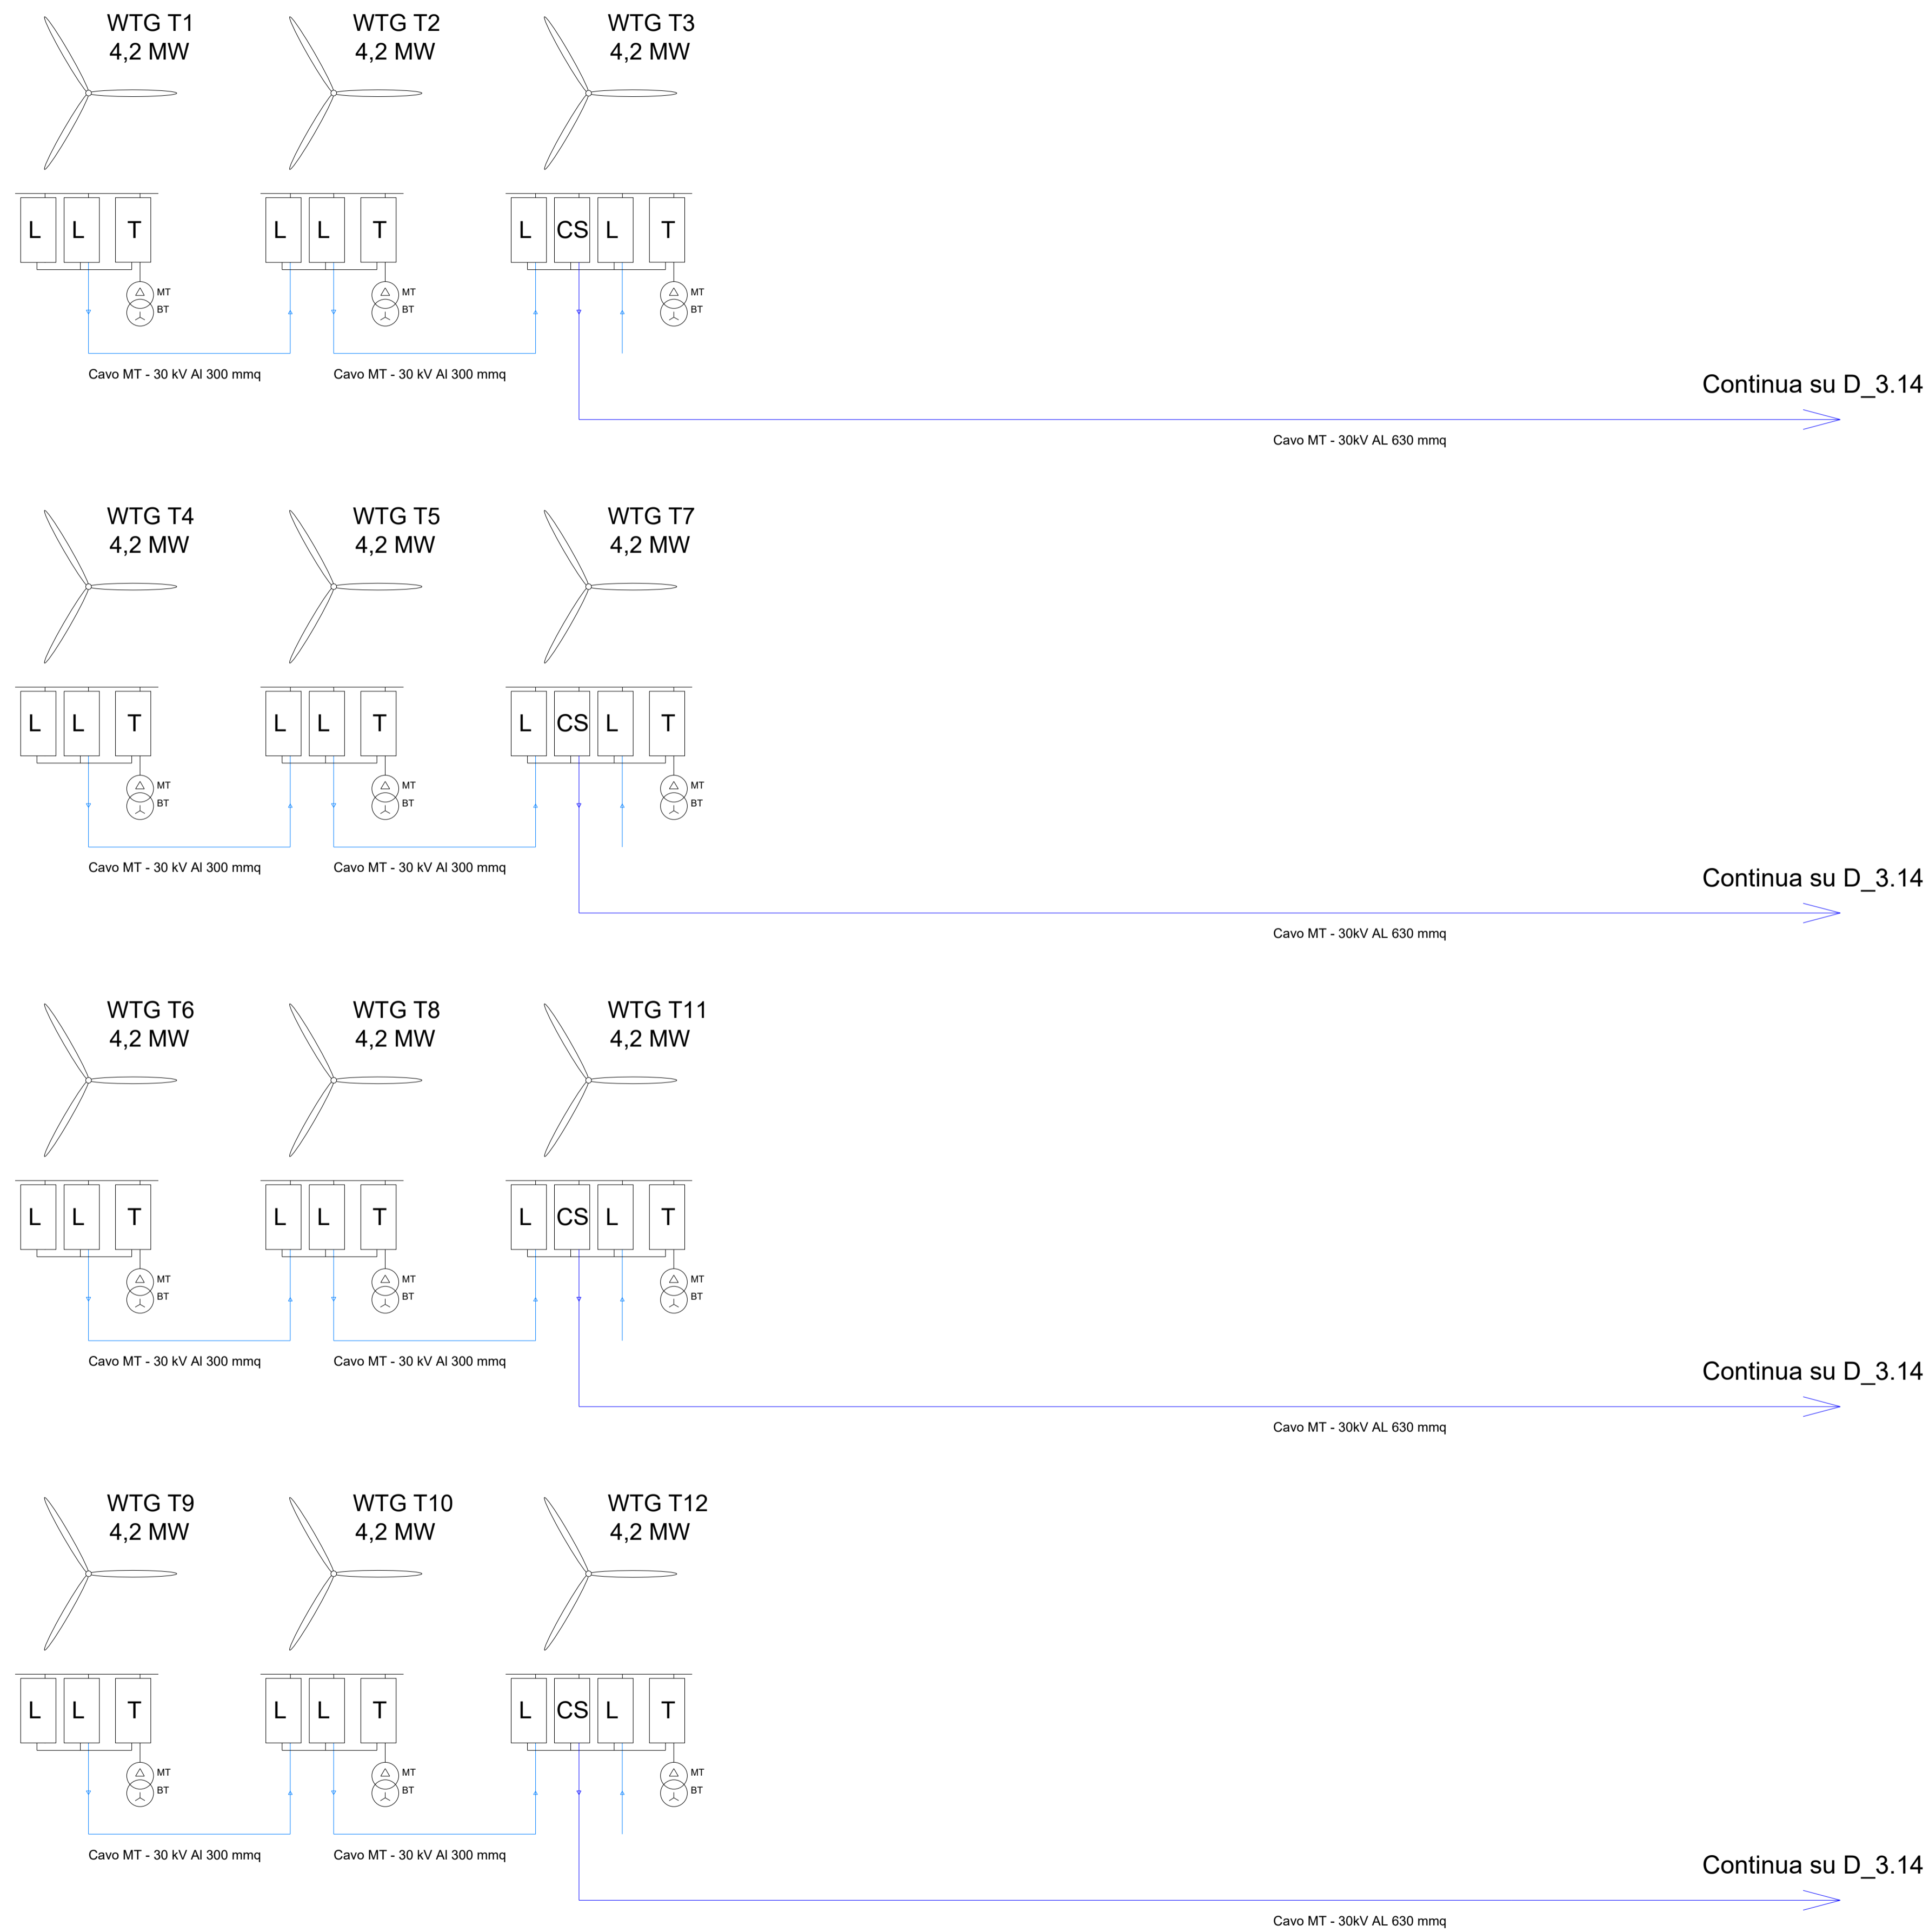 WTG T1
4,2 MW
WTG T2
4,2 MW
WTG T3
4,2 MW
L L T
L L T
L CS L T
MT
BT
MT
BT
MT
BT
Cavo MT - 30 kV Al 300 mmq
Cavo MT - 30 kV Al 300 mmq
Continua su D_3.14
Cavo MT - 30kV AL 630 mmq
WTG T4
4,2 MW
WTG T5
4,2 MW
WTG T7
4,2 MW
L L T
L L T
L CS L T
MT
BT
MT
BT
MT
BT
Cavo MT - 30 kV Al 300 mmq
Cavo MT - 30 kV Al 300 mmq
Continua su D_3.14
Cavo MT - 30kV AL 630 mmq
WTG T6
4,2 MW
WTG T8
4,2 MW
WTG T11
4,2 MW
L L T
L L T
L CS L T
MT
BT
MT
BT
MT
BT
Cavo MT - 30 kV Al 300 mmq
Cavo MT - 30 kV Al 300 mmq
Continua su D_3.14
Cavo MT - 30kV AL 630 mmq
WTG T9
4,2 MW
WTG T10
4,2 MW
WTG T12
4,2 MW
L L T
L L T
L CS L T
MT
BT
MT
BT
MT
BT
Cavo MT - 30 kV Al 300 mmq
Cavo MT - 30 kV Al 300 mmq
Continua su D_3.14
Cavo MT - 30kV AL 630 mmq